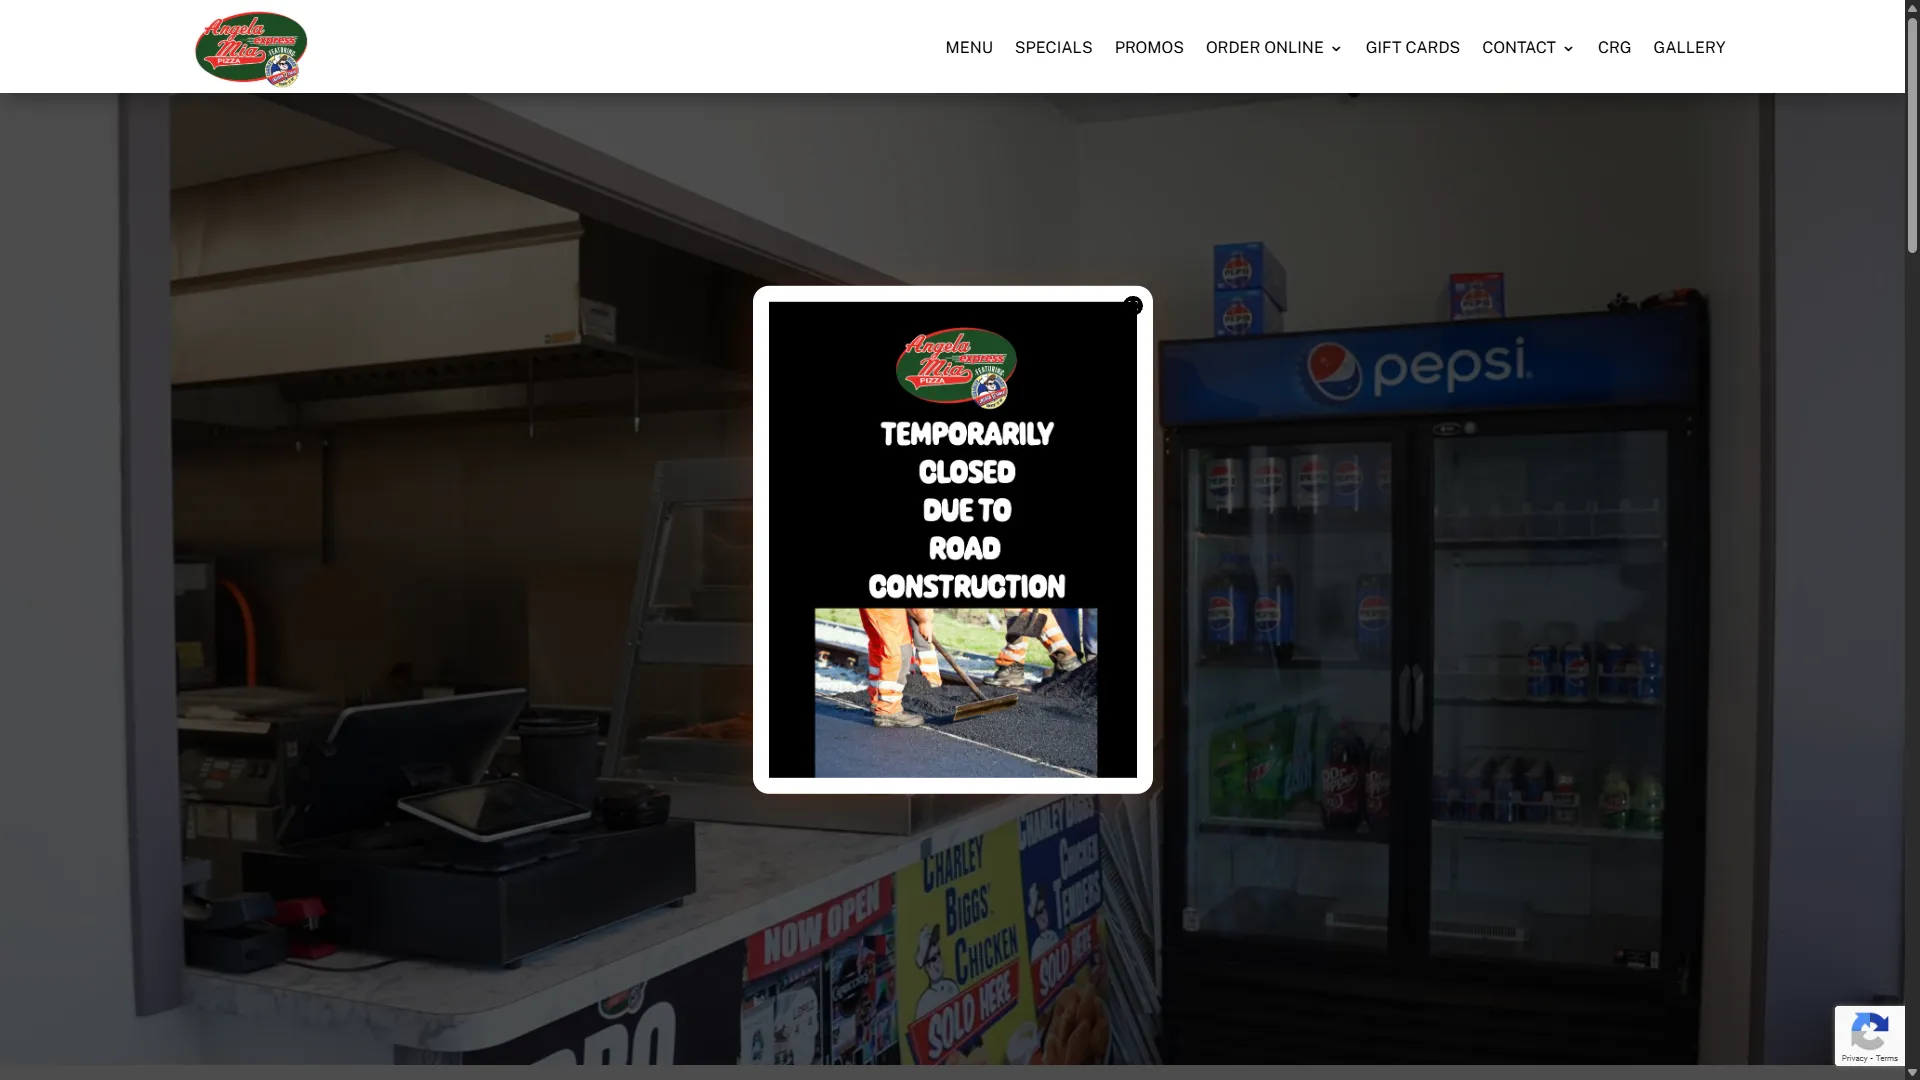 Angela
express
Mia
FEATURING
PIZZA
MENU
SPECIALS
PROMOS
ORDER ONLINE
GIFT CARDS
CONTACT
CRG
GALLERY
Angela
express
Mia
FEATURING
PIZZA
TEMPORARILY
CLOSED
DUE TO
ROAD
CONSTRUCTION
pepsi
NOW OPEN
CHARLEY
BIGGS'
CHICKEN
SOLD HERE
CHARLEY BIGGS
CHICKEN
TENDERS
SOLD HERE
Privacy - Terms